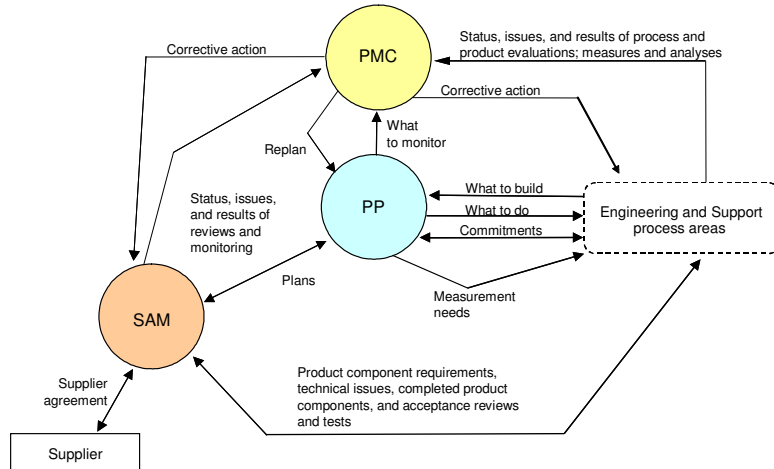 Status, issues, and results of process and
product evaluations; measures and analyses
Corrective action
PMC
Corrective action
What
to monitor
Replan
What to build
Status, issues,
and results of
reviews and
monitoring
PP
What to do
Engineering and Support
process areas
Commitments
Plans
Measurement
needs
SAM
Product component requirements,
technical issues, completed product
components, and acceptance reviews
and tests
Supplier
agreement
Supplier